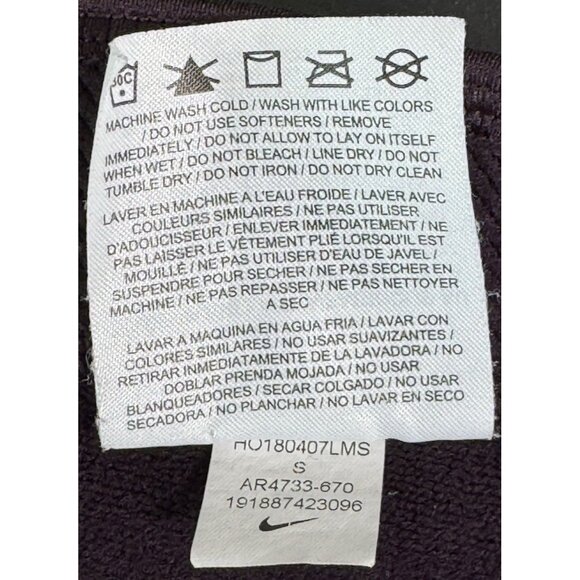 30C
MACHINE WASH COLD / WASH WITH LIKE COLORS
/ DO NOT USE SOFTENERS / REMOVE
IMMEDIATELY / DO NOT ALLOW TO LAY ON ITSELF
WHEN WET / DO NOT BLEACH / LINE DRY / DO NOT
TUMBLE DRY / DO NOT IRON / DO NOT DRY CLEAN
LAVER EN MACHINE A L'EAU FROIDE / LAVER AVEC
COULEURS SIMILAIRES / NE PAS UTILISER
D'ADOUCISSEUR / ENLEVER IMMEDIATEMENT / NE
PAS LAISSER LE VÊTEMENT PLIÉ LORSQU'IL EST
MOUILLÉ / NE PAS UTILISER D'EAU DE JAVEL /
SUSPENDRE POUR SECHER / NE PAS SECHER EN
MACHINE / NE PAS REPASSER / NE PAS NETTOYER
A SEC
LAVAR A MAQUINA EN AGUA FRIA / LAVAR CON
COLORES SIMILARES / NO USAR SUAVIZANTES /
RETIRAR INMEDIATAMENTE DE LA LAVADORA / NO
DOBLAR PRENDA MOJADA / NO USAR
BLANQUEADORES / SECAR COLGADO / NO USAR
SECADORA / NO PLANCHAR / NO LAVAR EN SECO
HO180407LMS
S
AR4733-670
191887423096